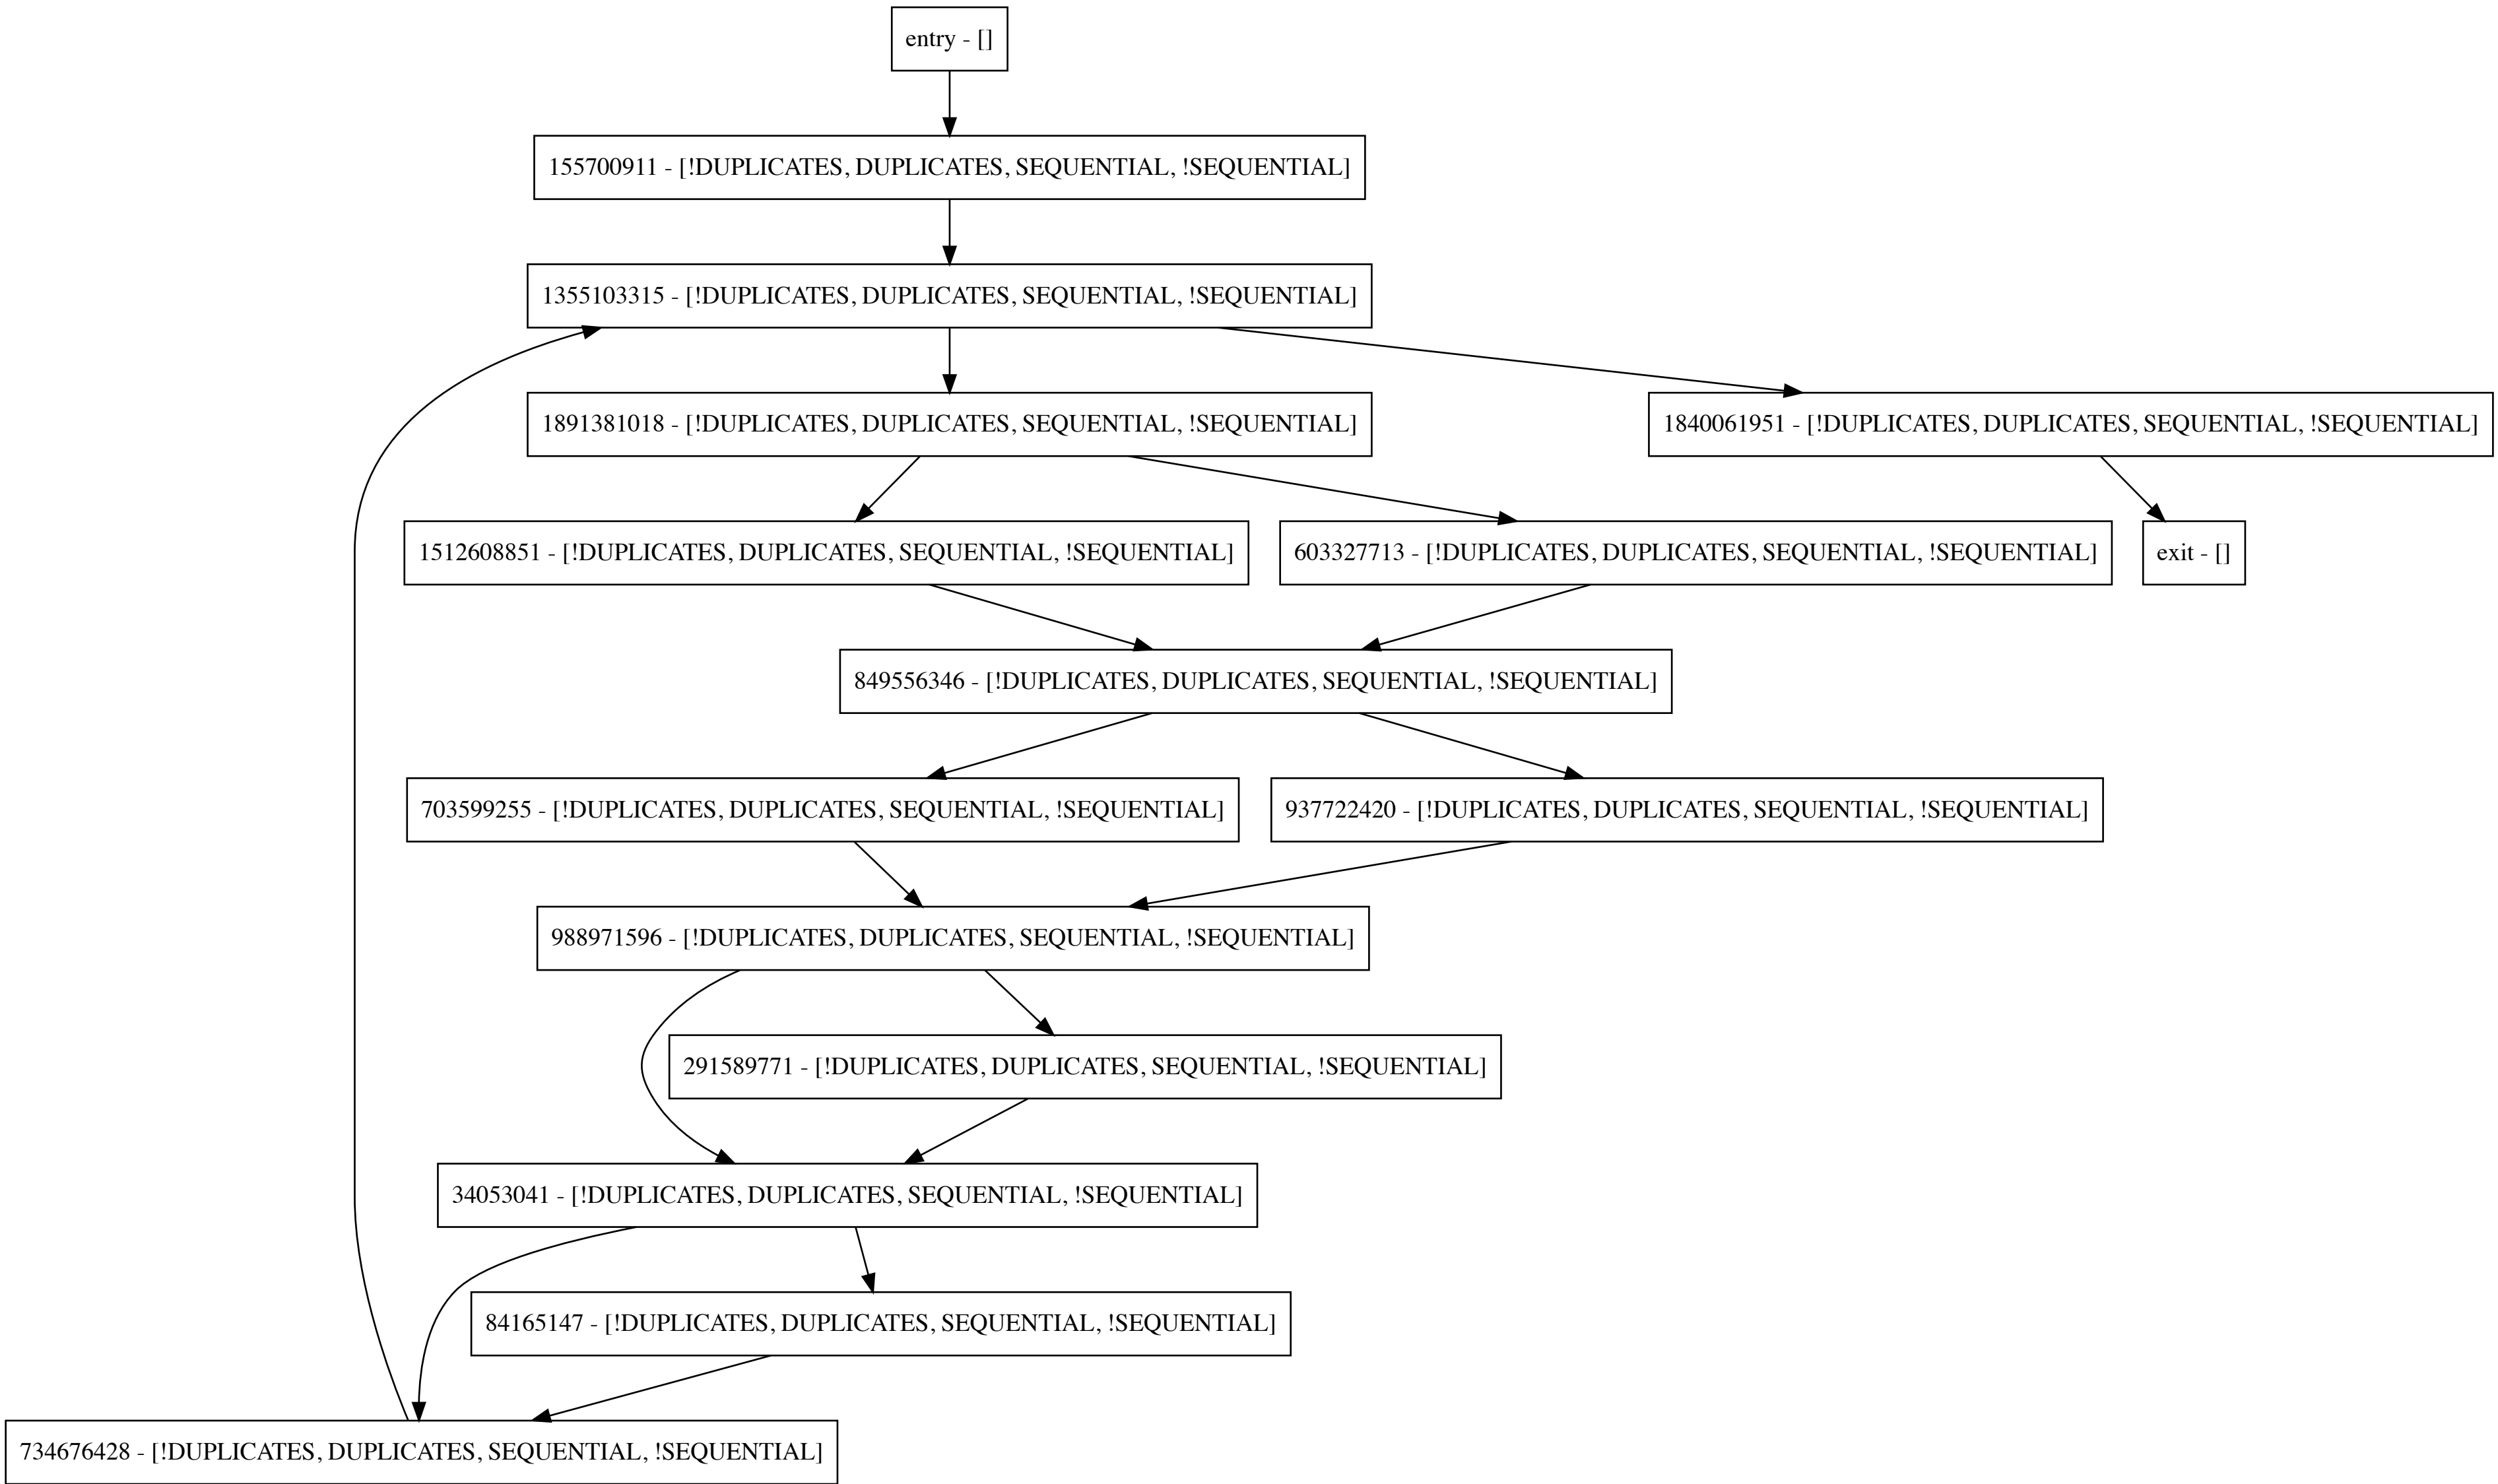 entry - []
155700911 - [!DUPLICATES, DUPLICATES, SEQUENTIAL, !SEQUENTIAL]
1355103315 - [!DUPLICATES, DUPLICATES, SEQUENTIAL, !SEQUENTIAL]
1891381018 - [!DUPLICATES, DUPLICATES, SEQUENTIAL, !SEQUENTIAL]
1840061951 - [!DUPLICATES, DUPLICATES, SEQUENTIAL, !SEQUENTIAL]
1512608851 - [!DUPLICATES, DUPLICATES, SEQUENTIAL, !SEQUENTIAL]
603327713 - [!DUPLICATES, DUPLICATES, SEQUENTIAL, !SEQUENTIAL]
exit - []
849556346 - [!DUPLICATES, DUPLICATES, SEQUENTIAL, !SEQUENTIAL]
703599255 - [!DUPLICATES, DUPLICATES, SEQUENTIAL, !SEQUENTIAL]
937722420 - [!DUPLICATES, DUPLICATES, SEQUENTIAL, !SEQUENTIAL]
988971596 - [!DUPLICATES, DUPLICATES, SEQUENTIAL, !SEQUENTIAL]
291589771 - [!DUPLICATES, DUPLICATES, SEQUENTIAL, !SEQUENTIAL]
34053041 - [!DUPLICATES, DUPLICATES, SEQUENTIAL, !SEQUENTIAL]
84165147 - [!DUPLICATES, DUPLICATES, SEQUENTIAL, !SEQUENTIAL]
734676428 - [!DUPLICATES, DUPLICATES, SEQUENTIAL, !SEQUENTIAL]